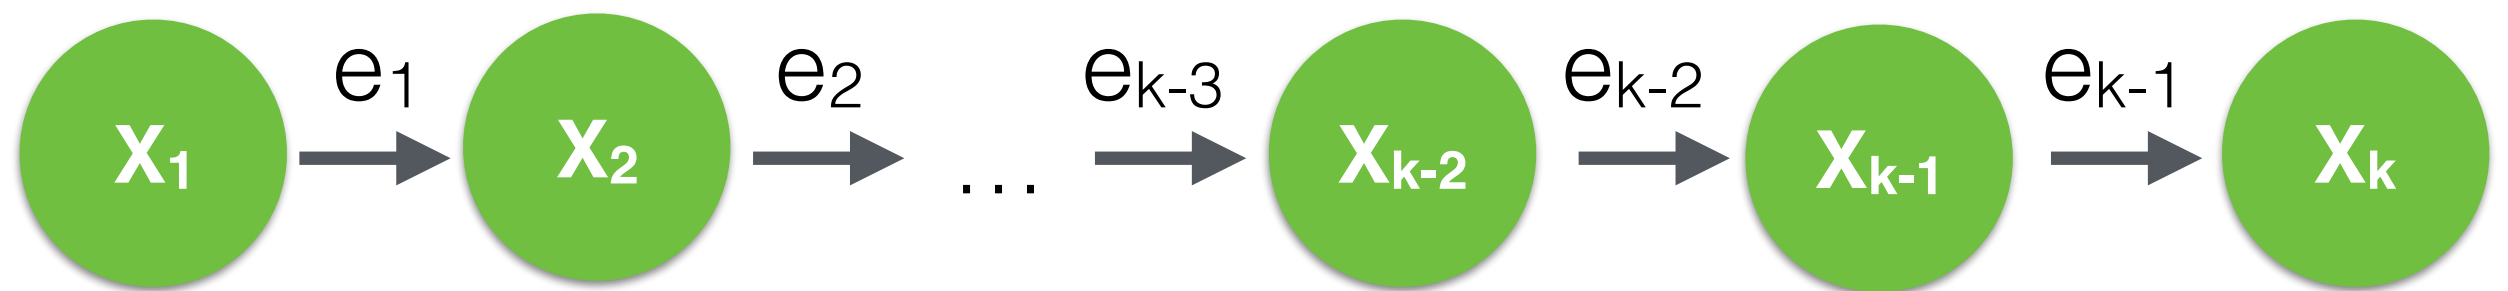 e₁ e₂ eₖ₋₃ eₖ₋₂ eₖ₋₁
x₁ x₂ . . . xₖ₋₂ xₖ₋₁ xₖ